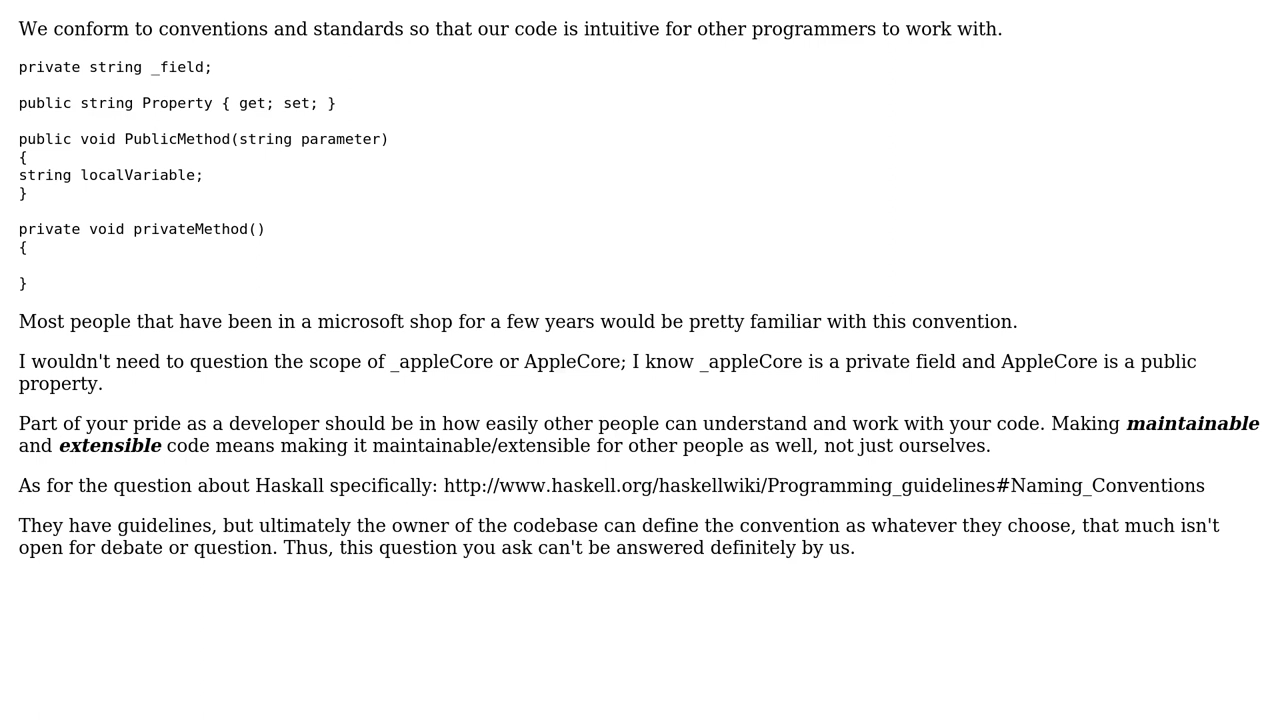 We conform to conventions and standards so that our code is intuitive for other programmers to work with.
private string _field;
public string Property { get; set; }
public void PublicMethod(string parameter)
{
string localVariable;
}
private void privateMethod()
{
}
Most people that have been in a microsoft shop for a few years would be pretty familiar with this convention.
I wouldn't need to question the scope of _appleCore or AppleCore; I know _appleCore is a private field and AppleCore is a public
property.
Part of your pride as a developer should be in how easily other people can understand and work with your code. Making maintainable
and extensible code means making it maintainable/extensible for other people as well, not just ourselves.
As for the question about Haskall specifically: http://www.haskell.org/haskellwiki/Programming_guidelines#Naming_Conventions
They have guidelines, but ultimately the owner of the codebase can define the convention as whatever they choose, that much isn't
open for debate or question. Thus, this question you ask can't be answered definitely by us.